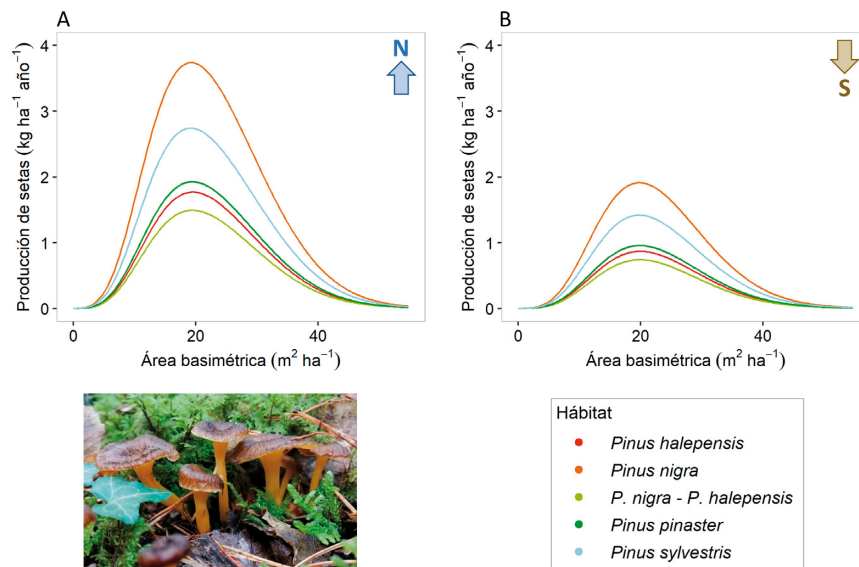 A
N
Producción de setas (kg ha⁻¹ año⁻¹)
4
3
2
1
0
0 20 40
Área basimétrica (m² ha⁻¹)
B
S
Producción de setas (kg ha⁻¹ año⁻¹)
4
3
2
1
0
0 20 40
Área basimétrica (m² ha⁻¹)
Hábitat
Pinus halepensis
Pinus nigra
P. nigra - P. halepensis
Pinus pinaster
Pinus sylvestris